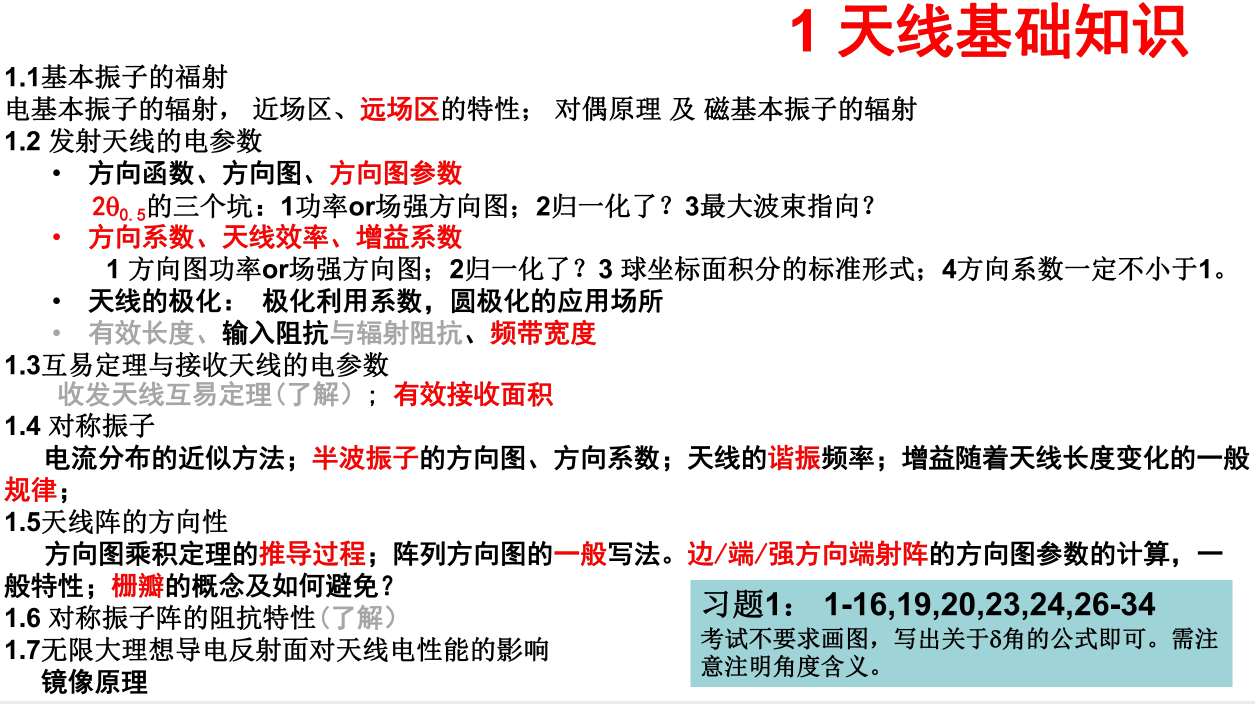 1 天线基础知识
1.1基本振子的福射
电基本振子的辐射， 近场区、远场区的特性； 对偶原理 及 磁基本振子的辐射
1.2 发射天线的电参数
• 方向函数、方向图、方向图参数
2θ0.5的三个坑：1功率or场强方向图；2归一化了？3最大波束指向？
• 方向系数、天线效率、增益系数
1 方向图功率or场强方向图；2归一化了？3 球坐标面积分的标准形式；4方向系数一定不小于1。
• 天线的极化： 极化利用系数，圆极化的应用场所
• 有效长度、输入阻抗与辐射阻抗、频带宽度
1.3互易定理与接收天线的电参数
收发天线互易定理(了解）；有效接收面积
1.4 对称振子
电流分布的近似方法；半波振子的方向图、方向系数；天线的谐振频率；增益随着天线长度变化的一般
规律；
1.5天线阵的方向性
方向图乘积定理的推导过程；阵列方向图的一般写法。边/端/强方向端射阵的方向图参数的计算，一
般特性；栅瓣的概念及如何避免？
1.6 对称振子阵的阻抗特性(了解）
1.7无限大理想导电反射面对天线电性能的影响
镜像原理
习题1： 1-16,19,20,23,24,26-34
考试不要求画图，写出关于δ角的公式即可。需注
意注明角度含义。